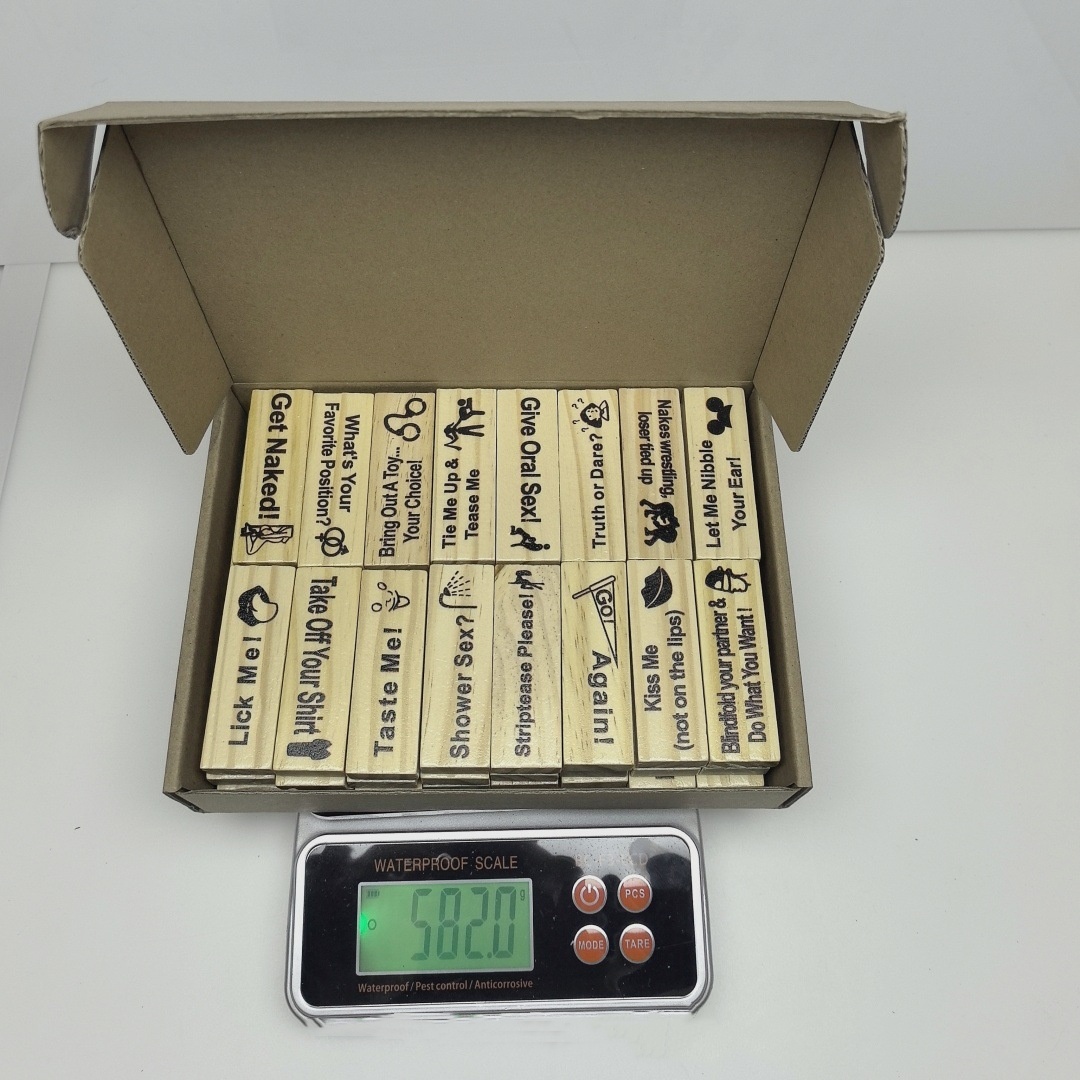 Get Naked!
What's Your
Favorite Position?
Bring Out A Toy...
Your Choice!
Tie Me Up &
Tease Me
Give Oral Sex!
? ? ?
Truth or Dare?
Nakes wrestling,
loser tied up
Let Me Nibble
Your Ear!
Lick Me!
Take Off Your Shirt
Taste Me!
Shower Sex?
Striptease Please!
GO!
Again!
Kiss Me
(not on the lips)
Blindfold your partner &
Do What You Want!
WATERPROOF SCALE
582.0 g
PCS
MODE
TARE
Waterproof / Pest control / Anticorrosive